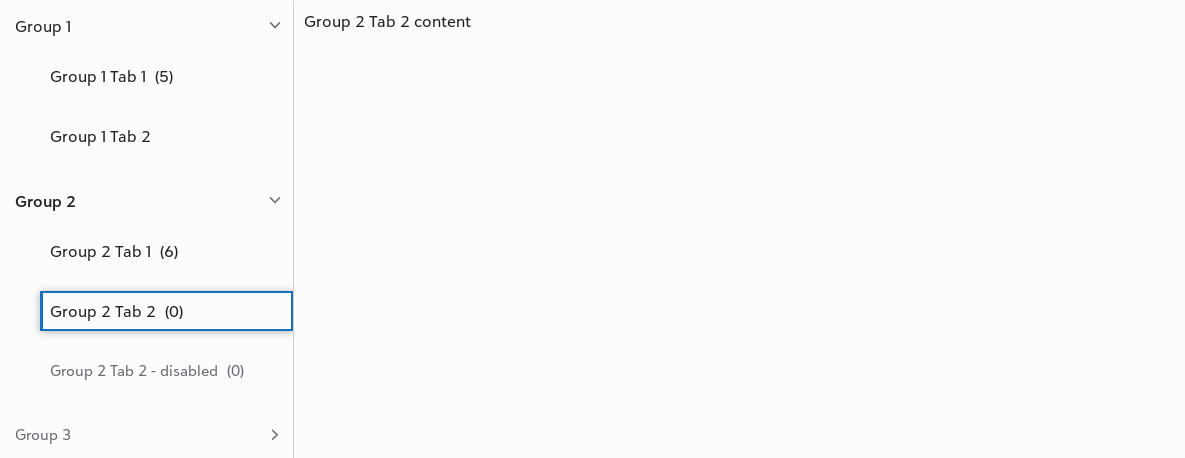 Group 1
Group 1 Tab 1 (5)
Group 1 Tab 2
Group 2
Group 2 Tab 1 (6)
Group 2 Tab 2 (0)
Group 2 Tab 2 - disabled (0)
Group 3
Group 2 Tab 2 content